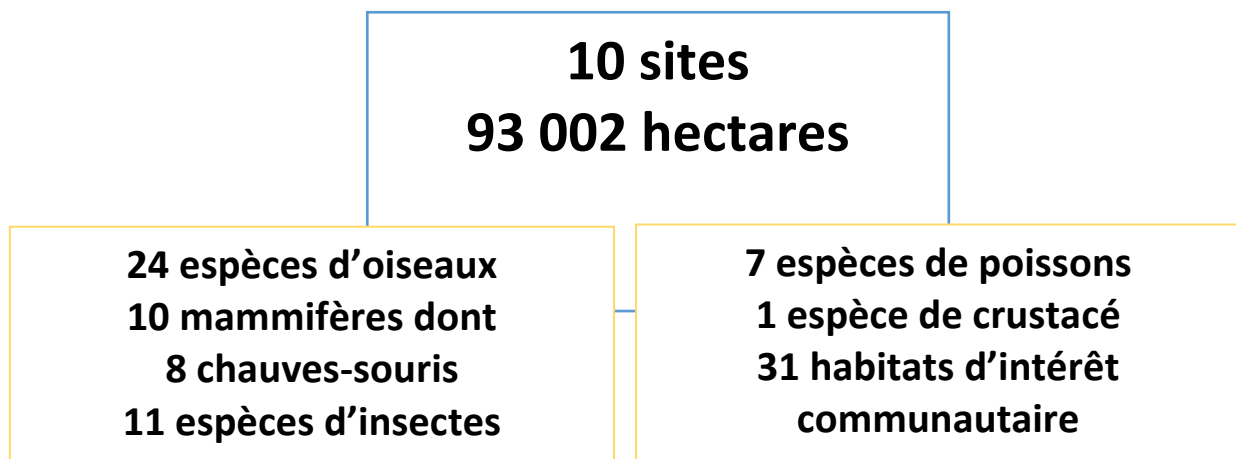 10 sites
93 002 hectares
24 espèces d’oiseaux
10 mammifères dont
8 chauves-souris
11 espèces d’insectes
7 espèces de poissons
1 espèce de crustacé
31 habitats d’intérêt
communautaire